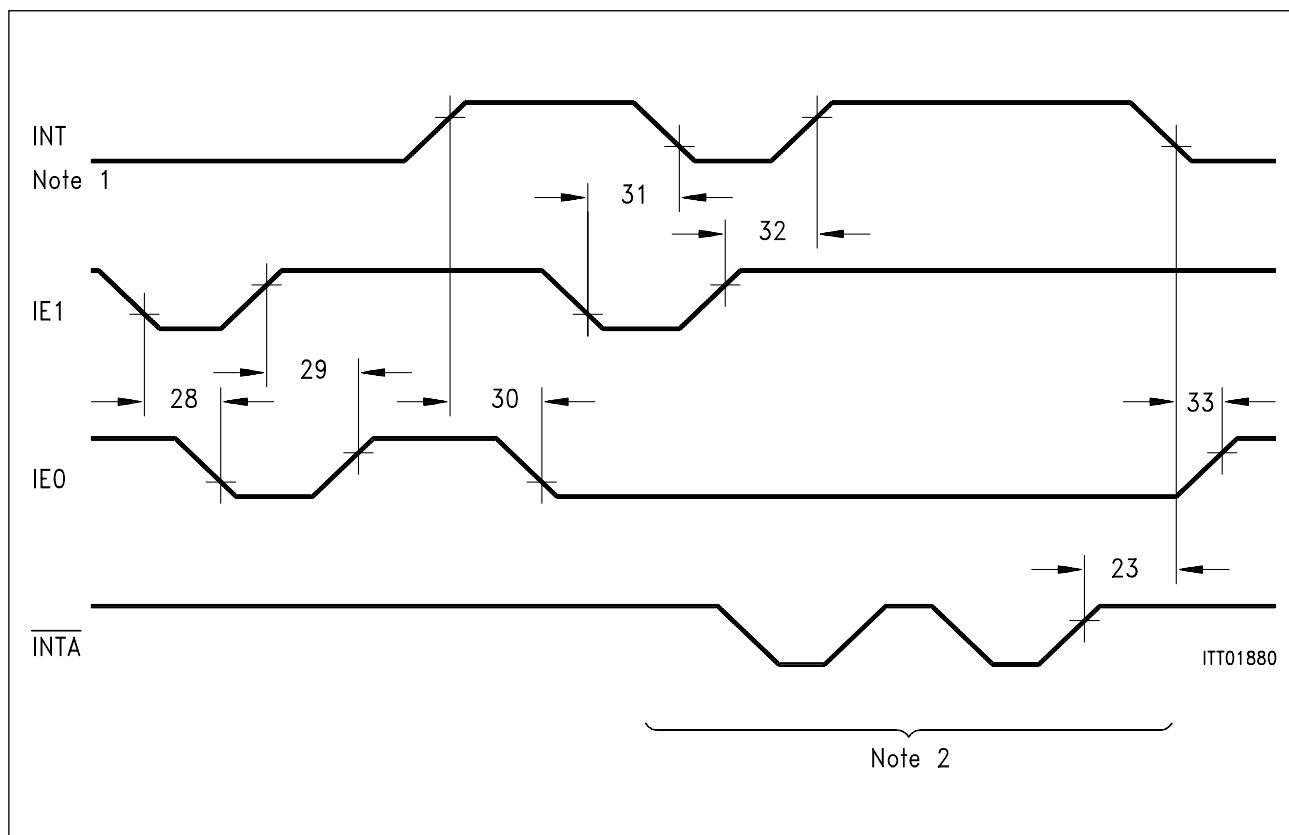 INT
Note 1
31
32
IE1
29
28
30
33
IE0
23
INTA
ITT01880
Note 2